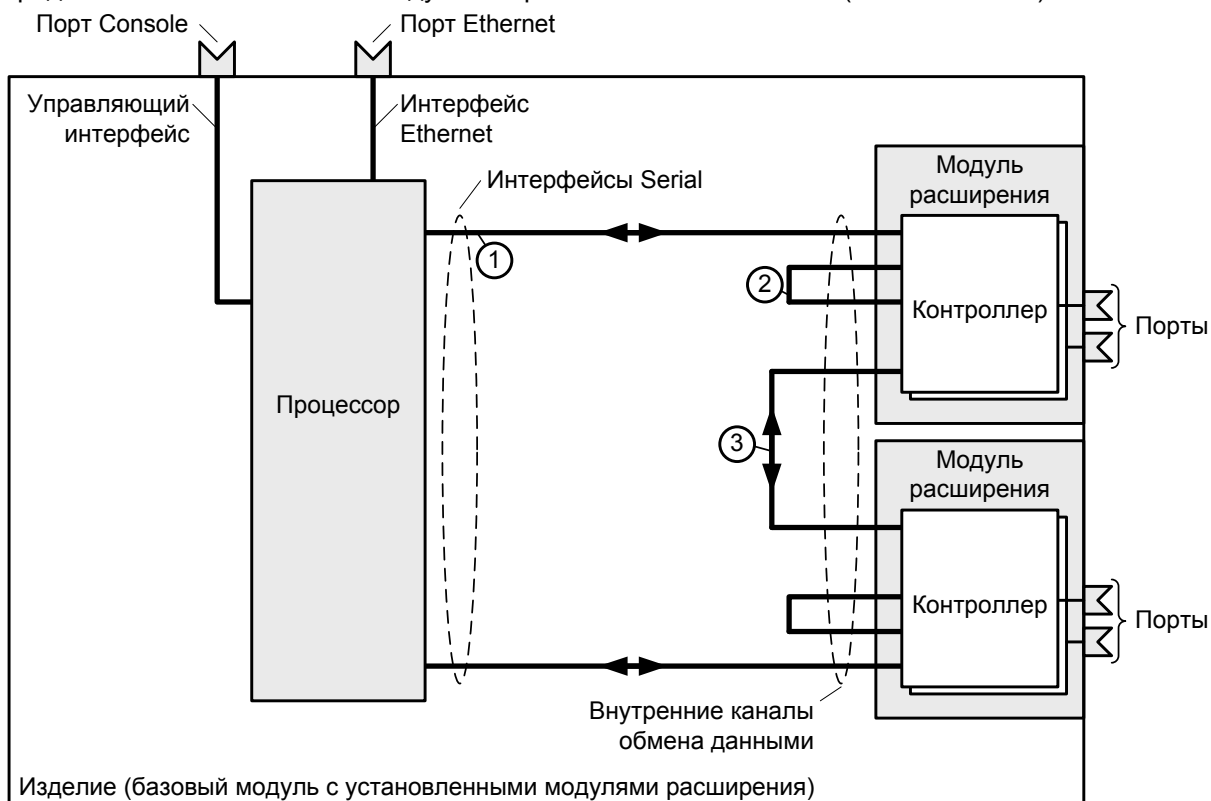 Порт Console
Порт Ethernet
Управляющий
интерфейс
Интерфейс
Ethernet
Интерфейсы Serial
Модуль
расширения
1
2
Контроллер
Порты
Процессор
3
Модуль
расширения
Контроллер
Порты
Внутренние каналы
обмена данными
Изделие (базовый модуль с установленными модулями расширения)